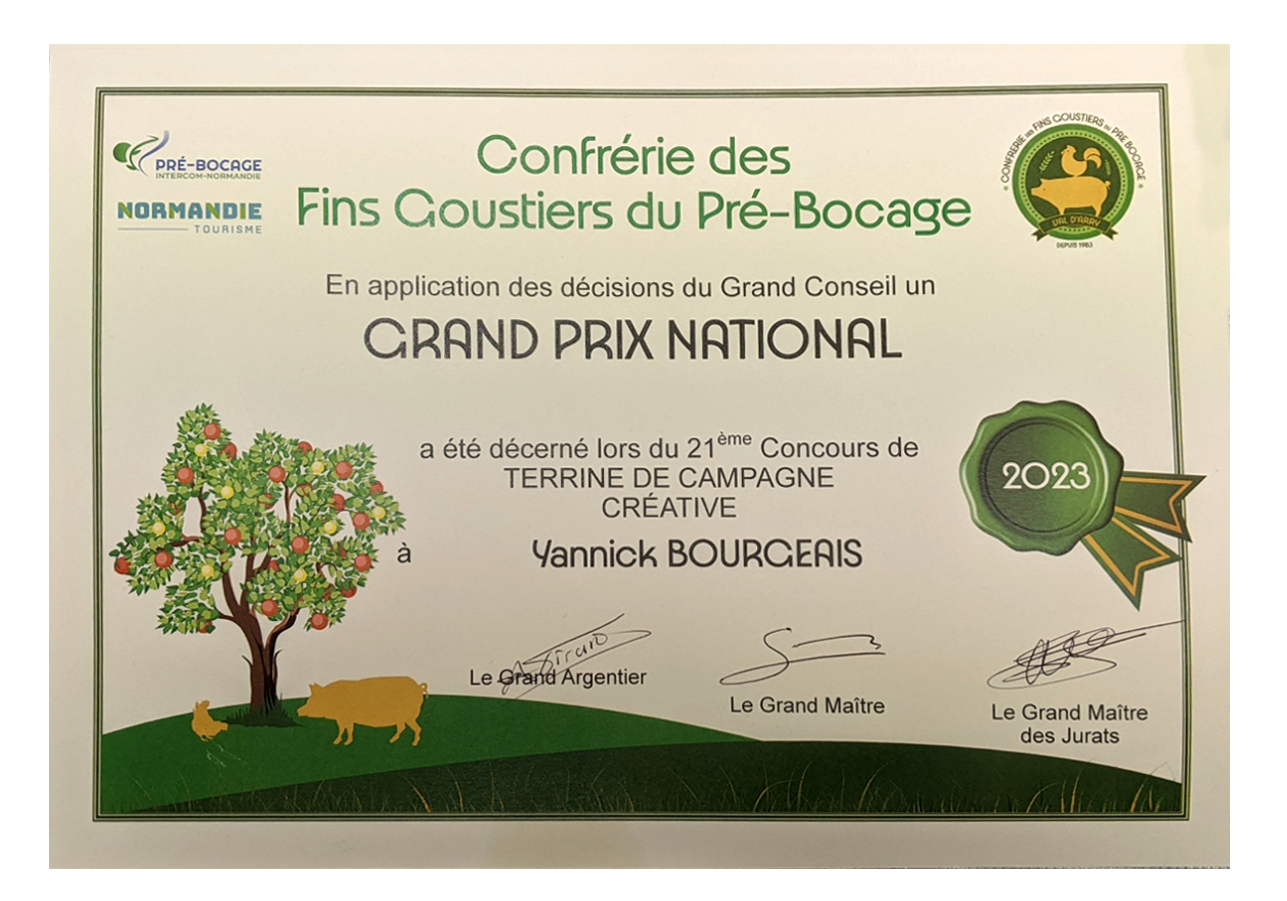 PRÉ-BOCAGE
INTERCOM-NORMANDIE
NORMANDIE
TOURISME
Confrérie des
Fins Goustiers du Pré-Bocage
CONFRERIE DES FINS GOUSTIERS DU PRE BOCAGE
VAL D'ARRY
DEPUIS 1983
En application des décisions du Grand Conseil un
GRAND PRIX NATIONAL
a été décerné lors du 21ème Concours de
TERRINE DE CAMPAGNE
CRÉATIVE
2023
à Yannick BOURGEAIS
Le Grand Argentier
Le Grand Maître
Le Grand Maître
des Jurats